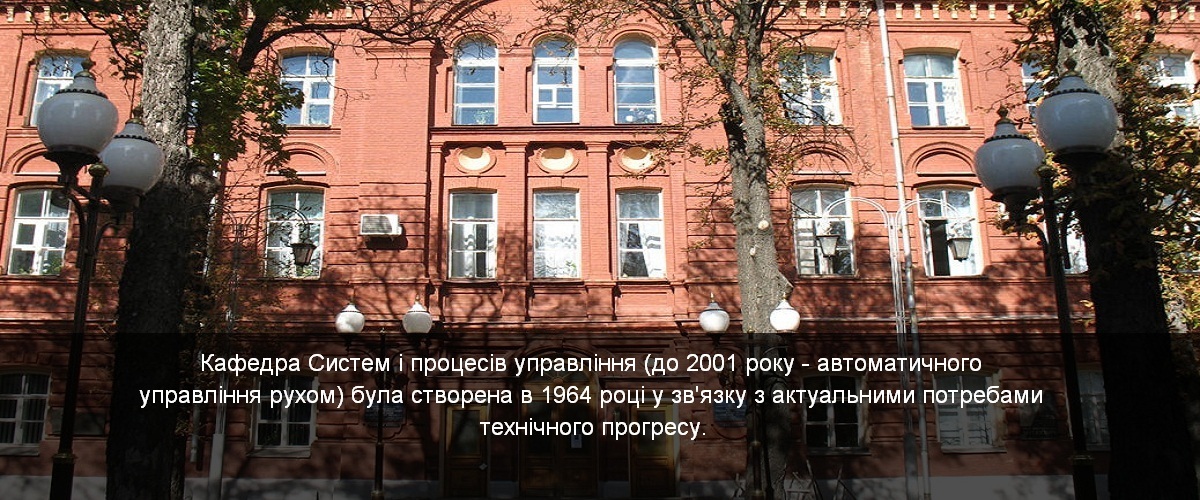 Кафедра Систем і процесів управління (до 2001 року - автоматичного
управління рухом) була створена в 1964 році у зв'язку з актуальними потребами
технічного прогресу.